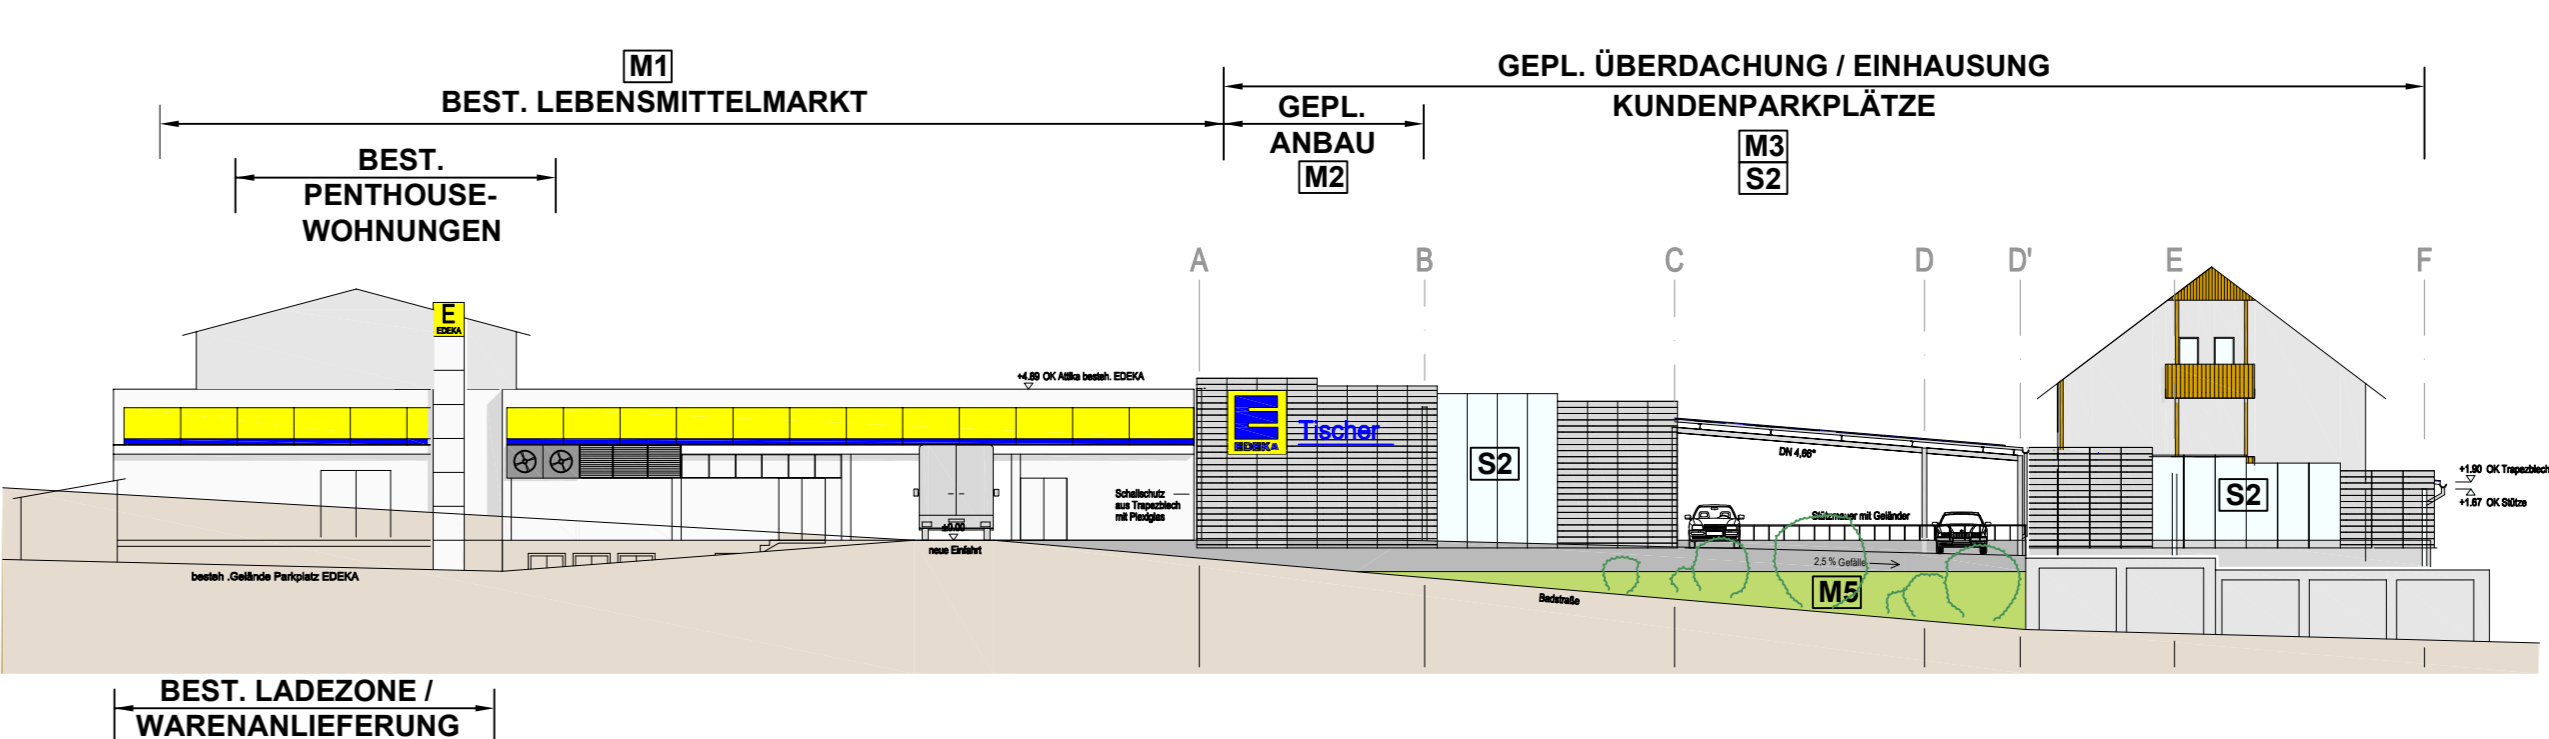 M1
BEST. LEBENSMITTELMARKT
GEPL. ÜBERDACHUNG / EINHAUSUNG
KUNDENPARKPLÄTZE
M3
S2
GEPL.
ANBAU
M2
BEST.
PENTHOUSE-
WOHNUNGEN
A
B
C
D
D'
E
F
E
EDEKA
+4.89 OK Attika besteh. EDEKA
EDEKA
Tischer
S2
DN 4,66°
Schallschutz
aus Trapezblech
mit Plexiglas
±0.00
neue Einfahrt
Stützmauer mit Geländer
S2
+1.90 OK Trapezblech
+1.67 OK Stütze
2,5 % Gefälle
M5
Badstraße
besteh .Gelände Parkplatz EDEKA
BEST. LADEZONE /
WARENANLIEFERUNG